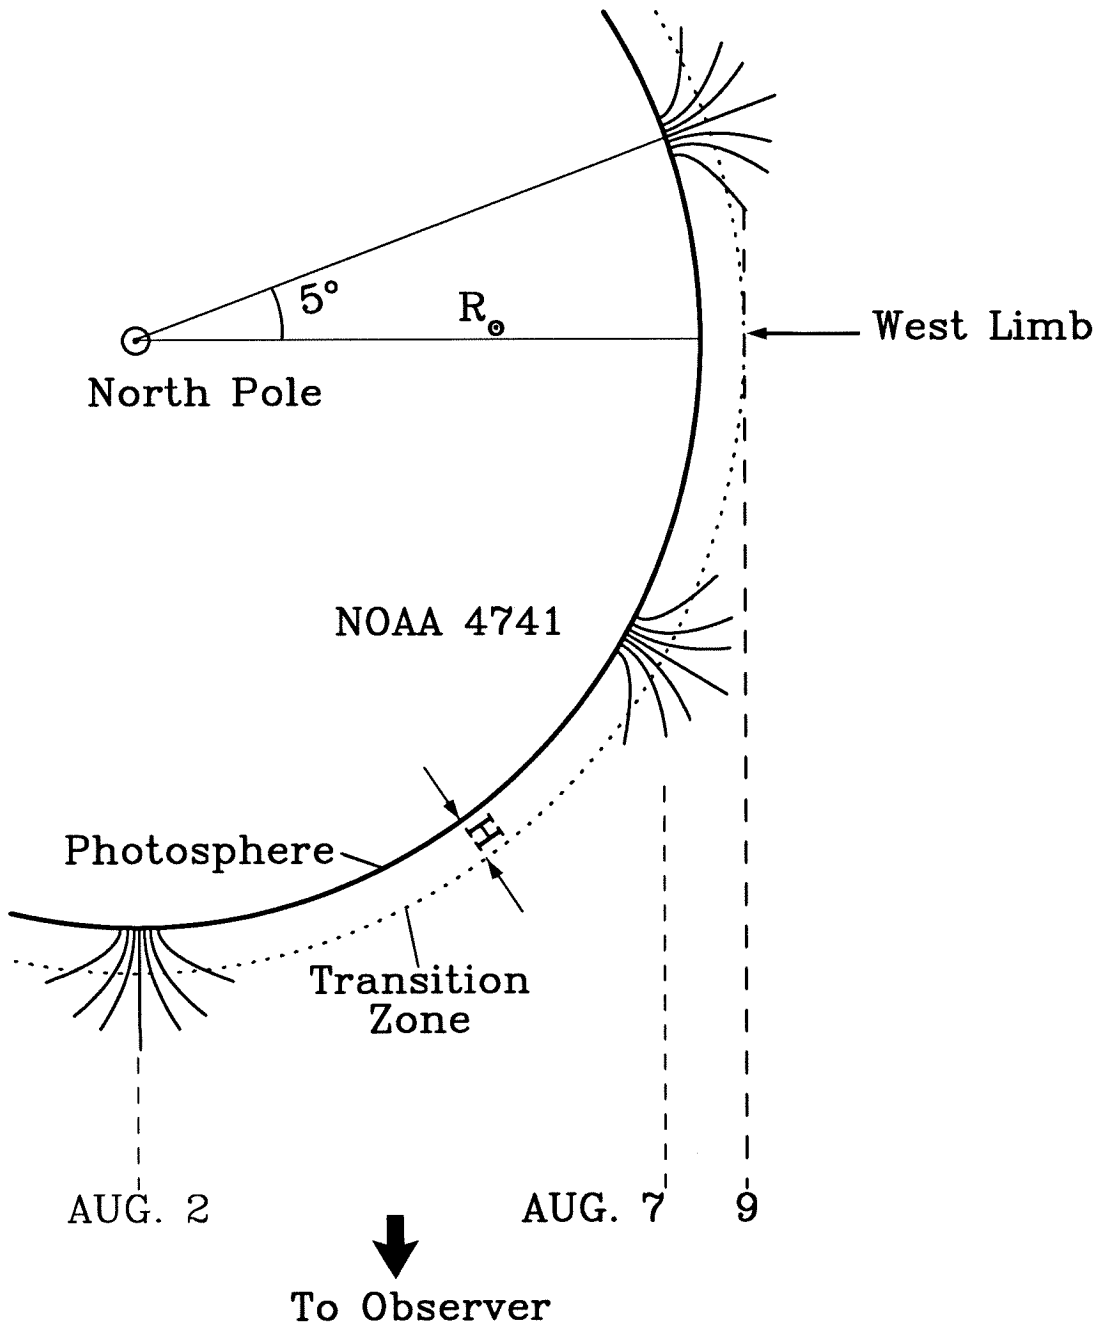 5°
R☉
West Limb
North Pole
NOAA 4741
H
Photosphere
Transition
Zone
AUG. 2
AUG. 7
9
To Observer